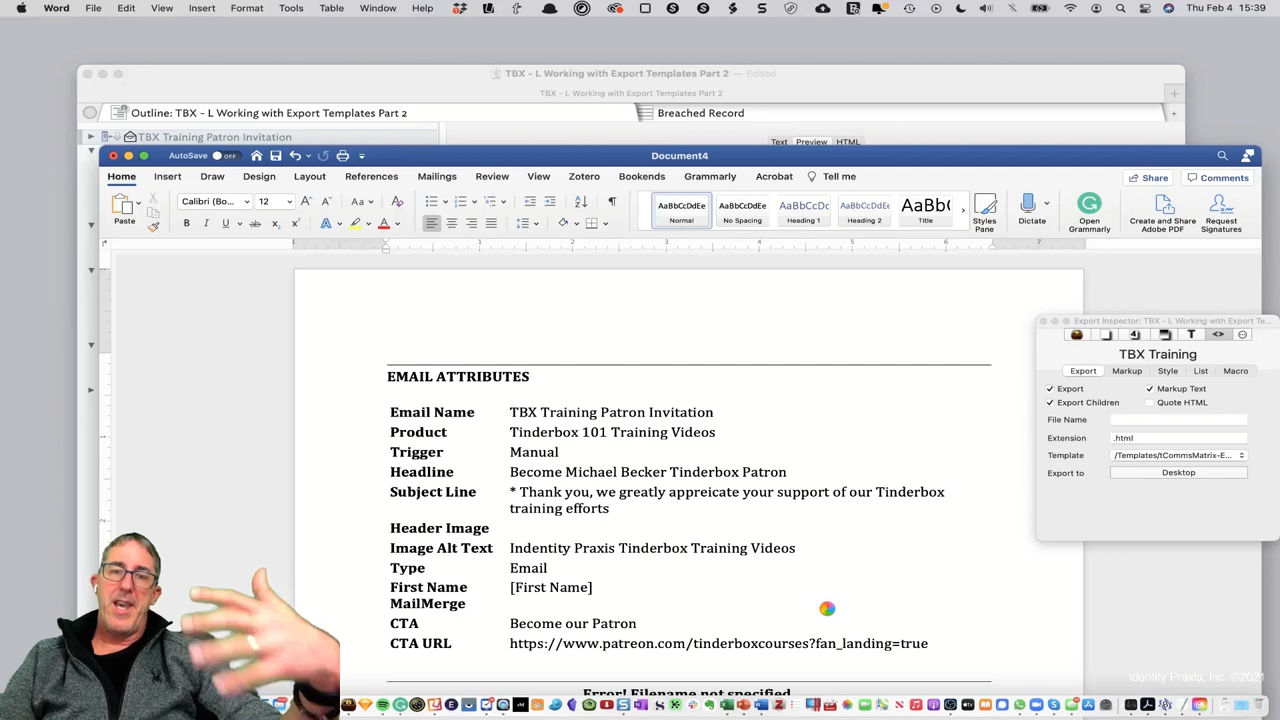 Word File Edit View Insert Format Tools Table Window Help Thu Feb 4 15:39
TBX - L Working with Export Templates Part 2 — Edited
TBX - L Working with Export Templates Part 2
Outline: TBX - L Working with Export Templates Part 2 Breached Record
TBX Training Patron Invitation Text Preview HTML
AutoSave OFF Document4
Home Insert Draw Design Layout References Mailings Review View Zotero Grammarly Acrobat Tell me Share Comments
Paste Calibri (Bo... 12 Aa
AaBbCcDdEe AaBbCcDdEe AaBbCcDc AaBbCcDdEe AaBb(
Normal No Spacing Heading 1 Heading 2 Title
Styles Pane Dictate Open Grammarly Create and Share Adobe PDF Request Signatures
1 2 3 4 5 6 7
EMAIL ATTRIBUTES
Email Name TBX Training Patron Invitation
Product Tinderbox 101 Training Videos
Trigger Manual
Headline Become Michael Becker Tinderbox Patron
Subject Line * Thank you, we greatly appreicate your support of our Tinderbox
training efforts
Header Image
Image Alt Text Indentity Praxis Tinderbox Training Videos
Type Email
First Name [First Name]
MailMerge
CTA Become our Patron
CTA URL https://www.patreon.com/tinderboxcourses?fan_landing=true
Error! Filename not specified
Export Inspector: TBX - L Working with Export Te...
TBX Training
Export Markup Style List Macro
Export Markup Text
Export Children Quote HTML
File Name
Extension .html
Template /Templates/tCommsMatrix-E...
Export to Desktop
Identity Praxis, Inc. ©2021